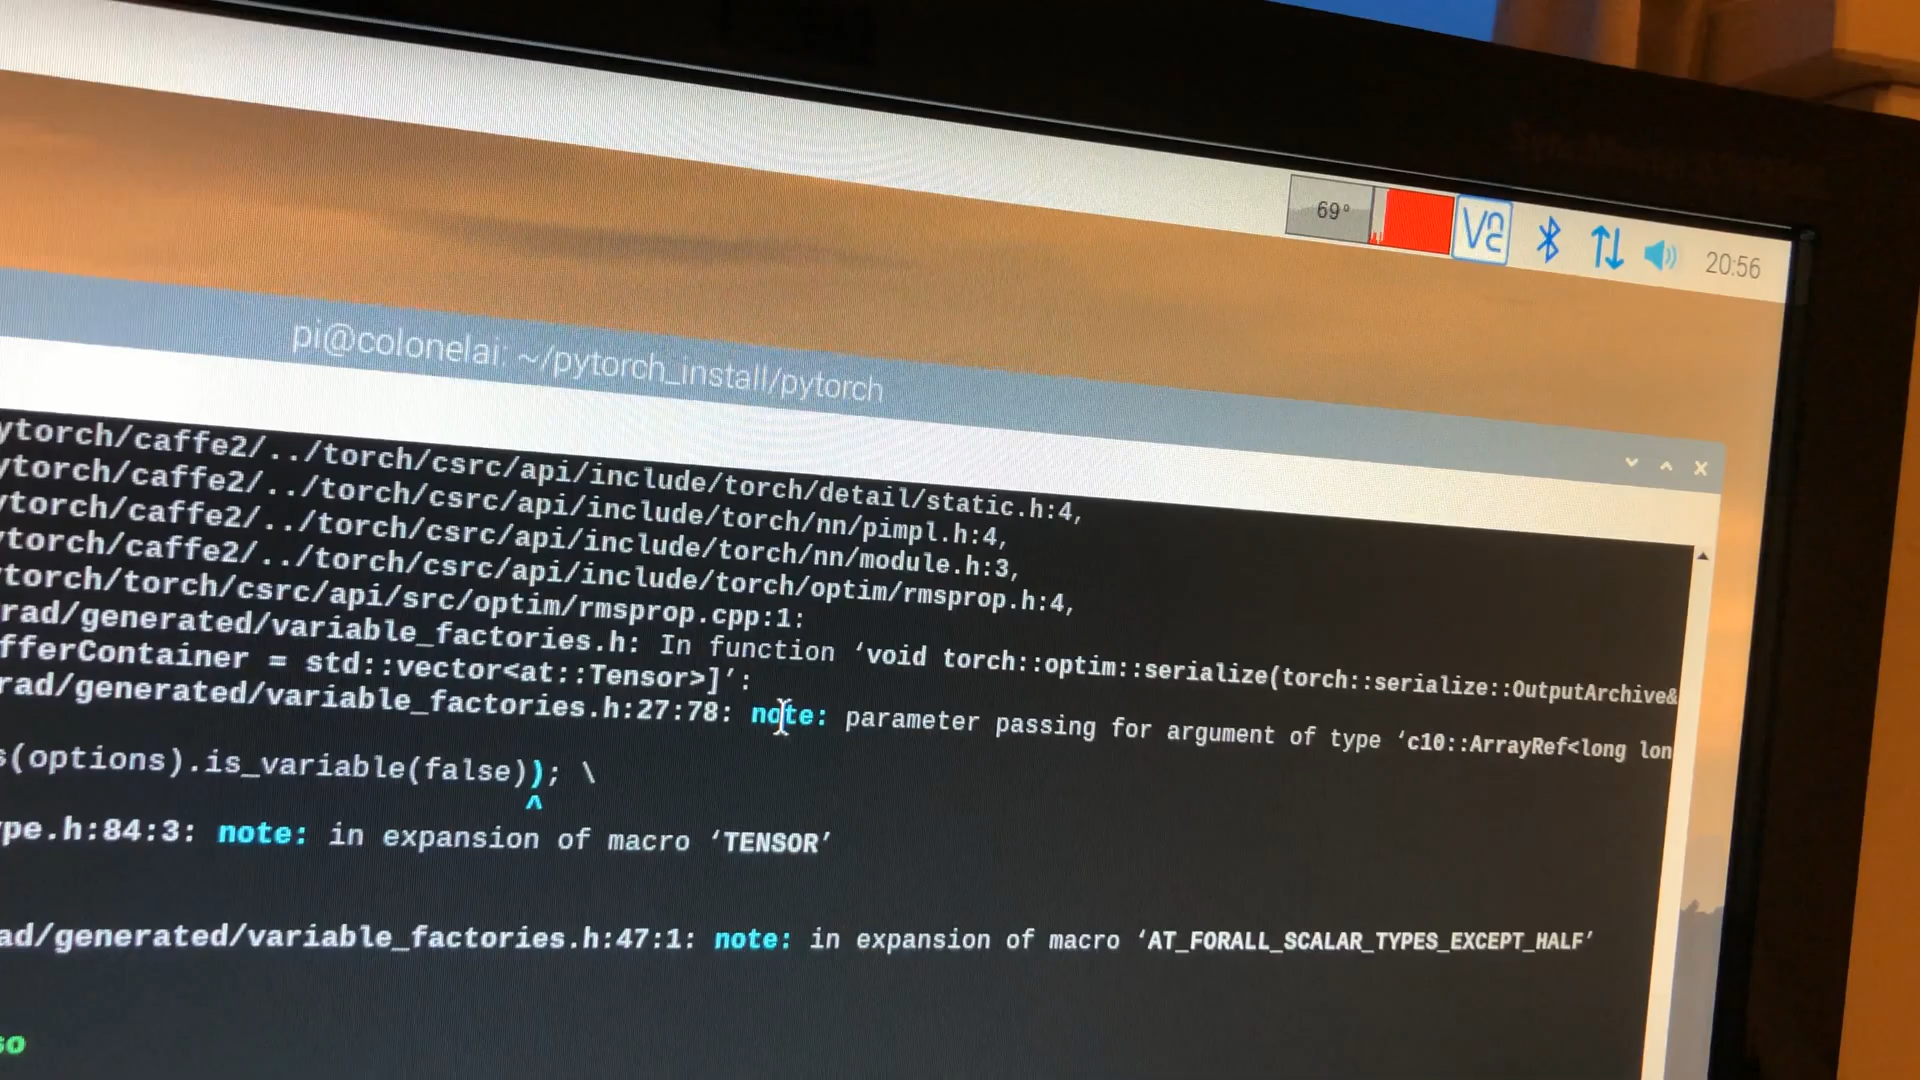 69°
20:56
pi@colonelai: ~/pytorch_install/pytorch
ytorch/caffe2/../torch/csrc/api/include/torch/detail/static.h:4,
ytorch/caffe2/../torch/csrc/api/include/torch/nn/pimpl.h:4,
ytorch/caffe2/../torch/csrc/api/include/torch/nn/module.h:3,
ytorch/caffe2/../torch/csrc/api/include/torch/optim/rmsprop.h:4,
ytorch/torch/csrc/api/src/optim/rmsprop.cpp:1:
rad/generated/variable_factories.h: In function ‘void torch::optim::serialize(torch::serialize::OutputArchive&
fferContainer = std::vector<at::Tensor>]’:
rad/generated/variable_factories.h:27:78: note: parameter passing for argument of type ‘c10::ArrayRef<long lon
s(options).is_variable(false)); \
^
ype.h:84:3: note: in expansion of macro ‘TENSOR’
ad/generated/variable_factories.h:47:1: note: in expansion of macro ‘AT_FORALL_SCALAR_TYPES_EXCEPT_HALF’
so